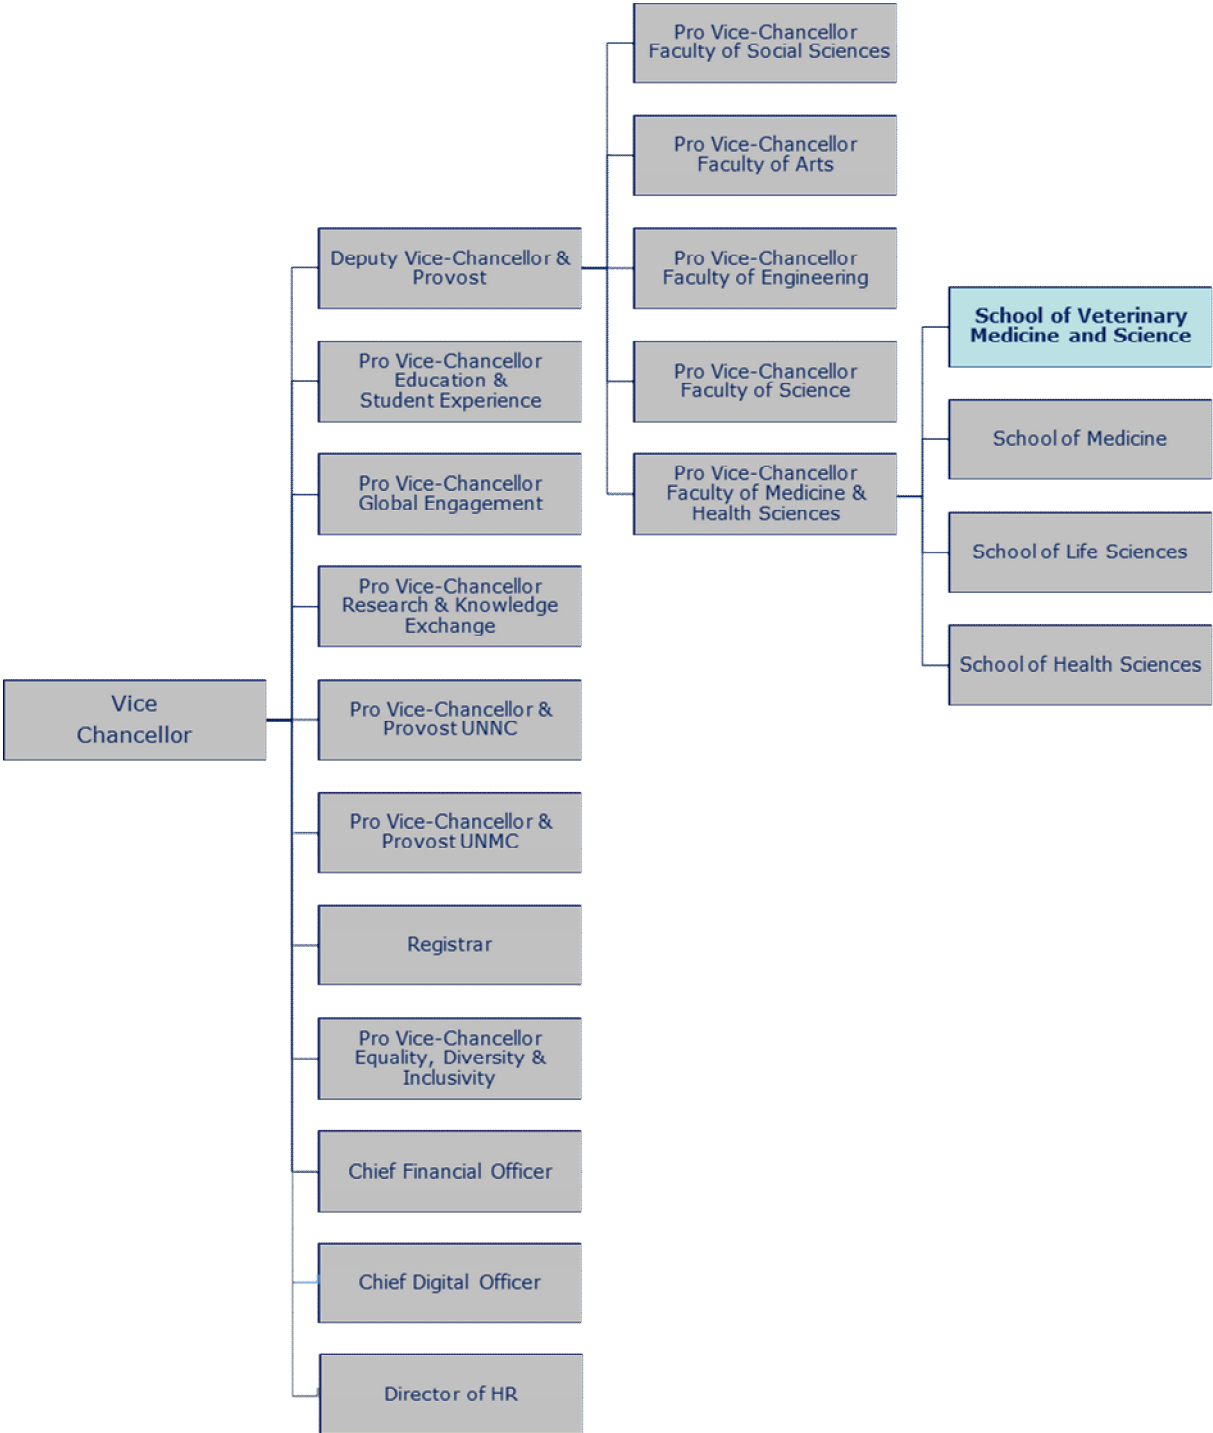 Vice
Chancellor
Deputy Vice-Chancellor &
Provost
Pro Vice-Chancellor
Education &
Student Experience
Pro Vice-Chancellor
Global Engagement
Pro Vice-Chancellor
Research & Knowledge
Exchange
Pro Vice-Chancellor &
Provost UNNC
Pro Vice-Chancellor &
Provost UNMC
Registrar
Pro Vice-Chancellor
Equality, Diversity &
Inclusivity
Chief Financial Officer
Chief Digital Officer
Director of HR
Pro Vice-Chancellor
Faculty of Social Sciences
Pro Vice-Chancellor
Faculty of Arts
Pro Vice-Chancellor
Faculty of Engineering
Pro Vice-Chancellor
Faculty of Science
Pro Vice-Chancellor
Faculty of Medicine &
Health Sciences
School of Veterinary
Medicine and Science
School of Medicine
School of Life Sciences
School of Health Sciences